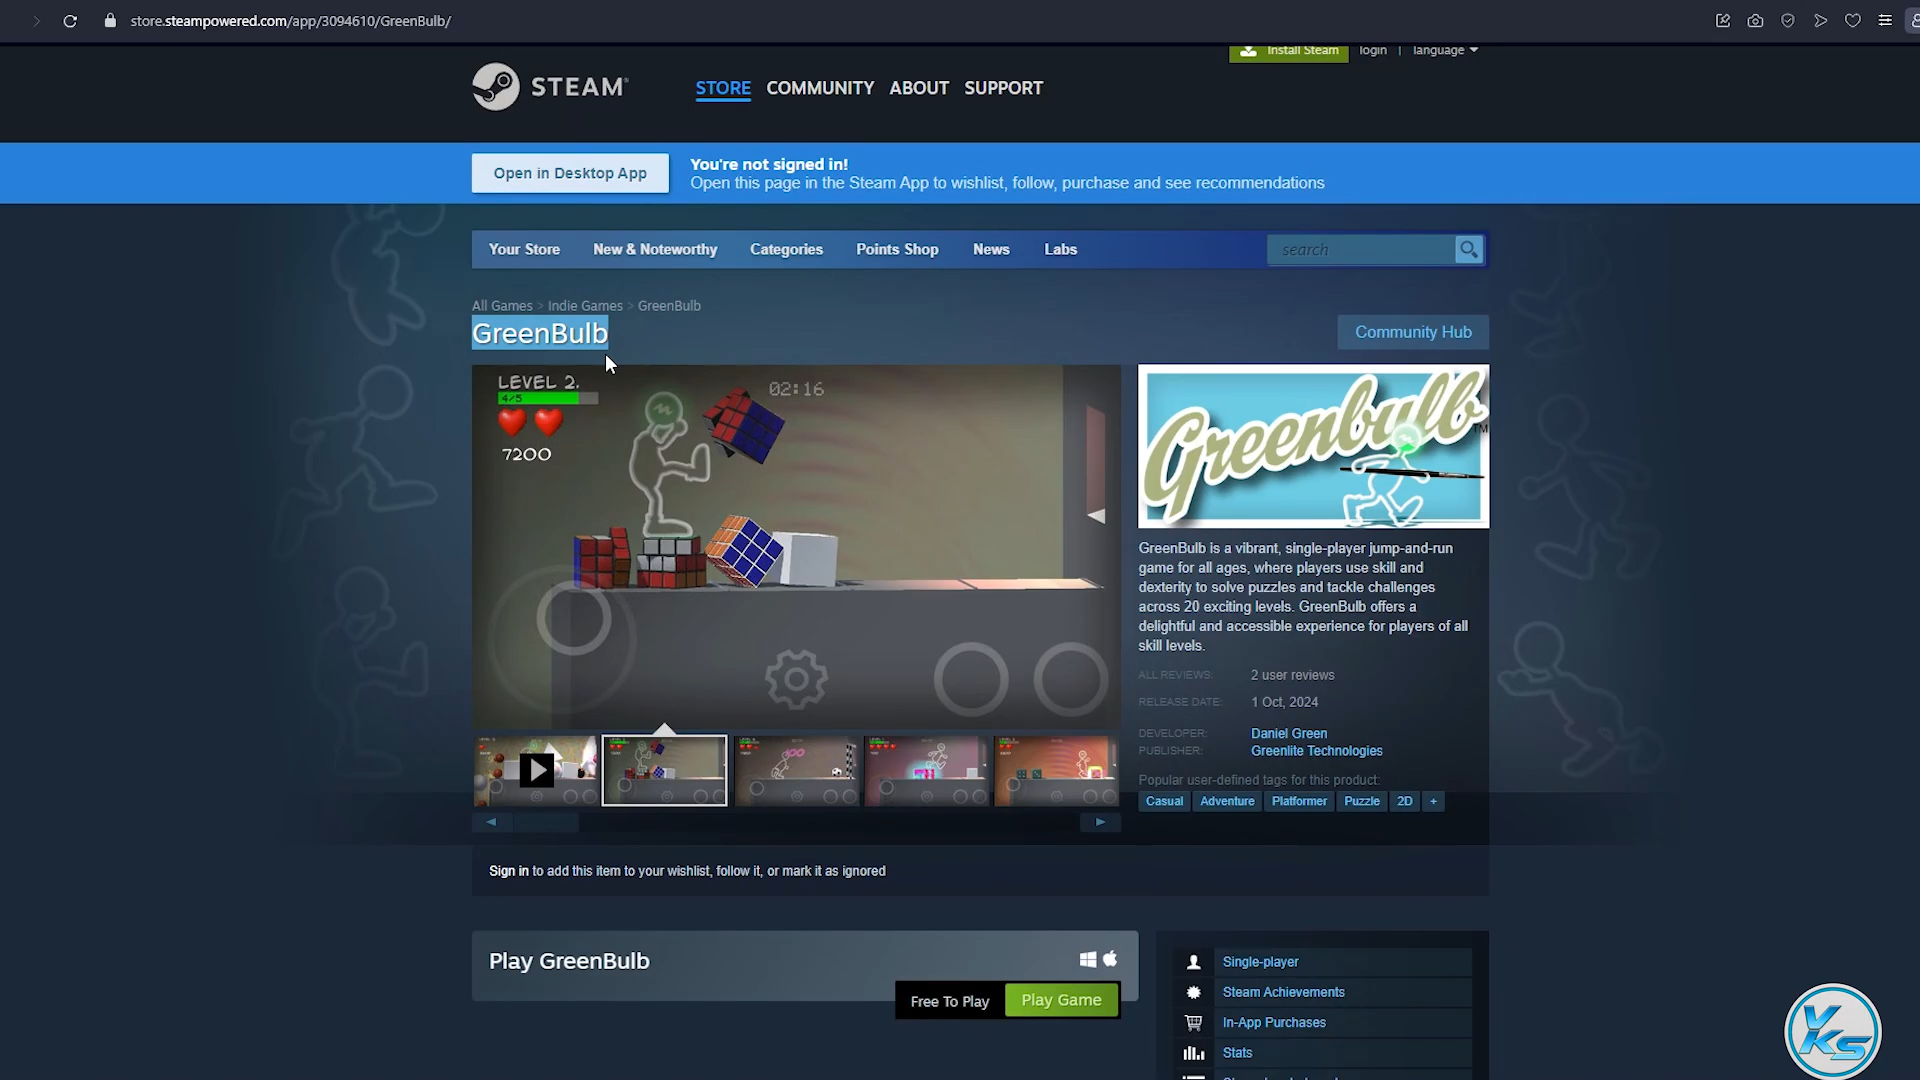 store.steampowered.com/app/3094610/GreenBulb/
Install Steam login | language
STEAM® STORE COMMUNITY ABOUT SUPPORT
Open in Desktop App
You're not signed in!
Open this page in the Steam App to wishlist, follow, purchase and see recommendations
Your Store New & Noteworthy Categories Points Shop News Labs search
All Games > Indie Games > GreenBulb
GreenBulb
Community Hub
LEVEL 2.
4/5
02:16
7200
Greenbulb™
GreenBulb is a vibrant, single-player jump-and-run
game for all ages, where players use skill and
dexterity to solve puzzles and tackle challenges
across 20 exciting levels. GreenBulb offers a
delightful and accessible experience for players of all
skill levels.
ALL REVIEWS: 2 user reviews
RELEASE DATE: 1 Oct, 2024
DEVELOPER: Daniel Green
PUBLISHER: Greenlite Technologies
Popular user-defined tags for this product:
Casual Adventure Platformer Puzzle 2D +
Sign in to add this item to your wishlist, follow it, or mark it as ignored
Play GreenBulb
Free To Play Play Game
Single-player
Steam Achievements
In-App Purchases
Stats
VKS